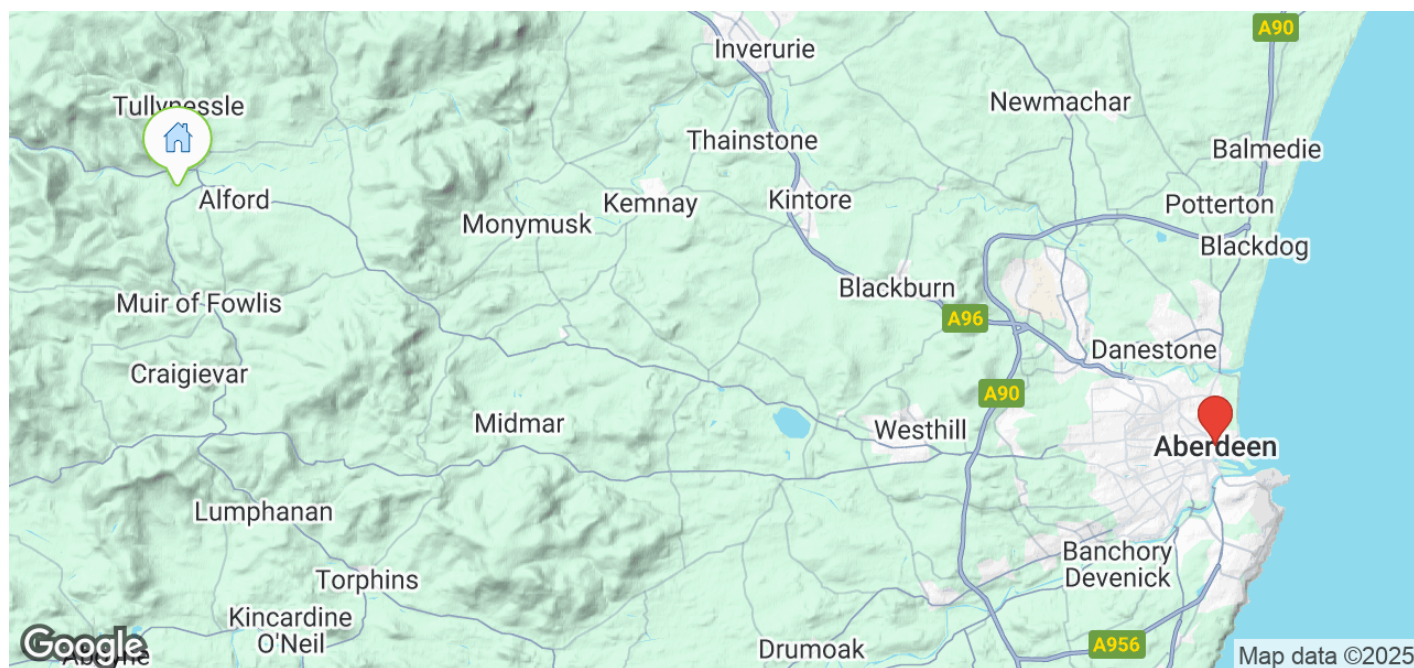 A90
Inverurie
Newmachar
Tullynessle
Thainstone
Balmedie
Alford
Kemnay
Kintore
Potterton
Monymusk
Blackdog
Blackburn
Muir of Fowlis
A96
Danestone
Craigievar
A90
Midmar
Westhill
Aberdeen
Lumphanan
Banchory
Devenick
Torphins
Kincardine
O'Neil
Google
Aboyne
Drumoak
A956
Map data ©2025